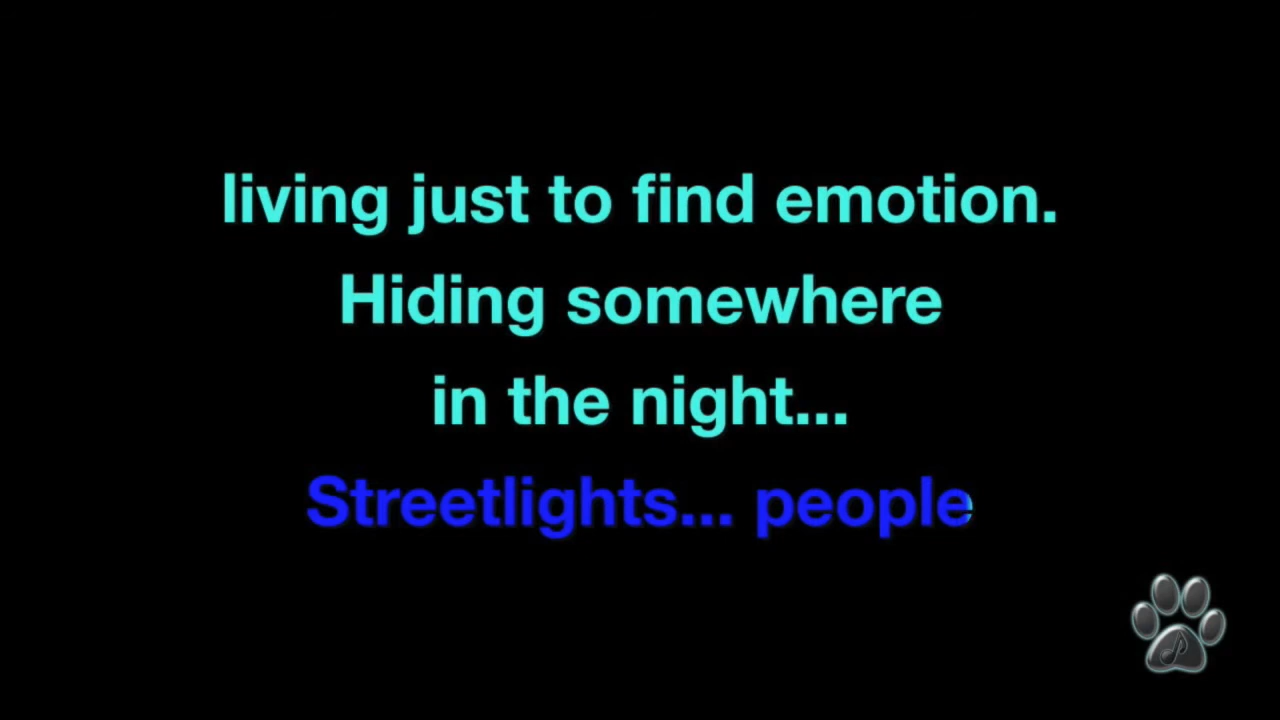 living just to find emotion.
Hiding somewhere
in the night...
Streetlights... people